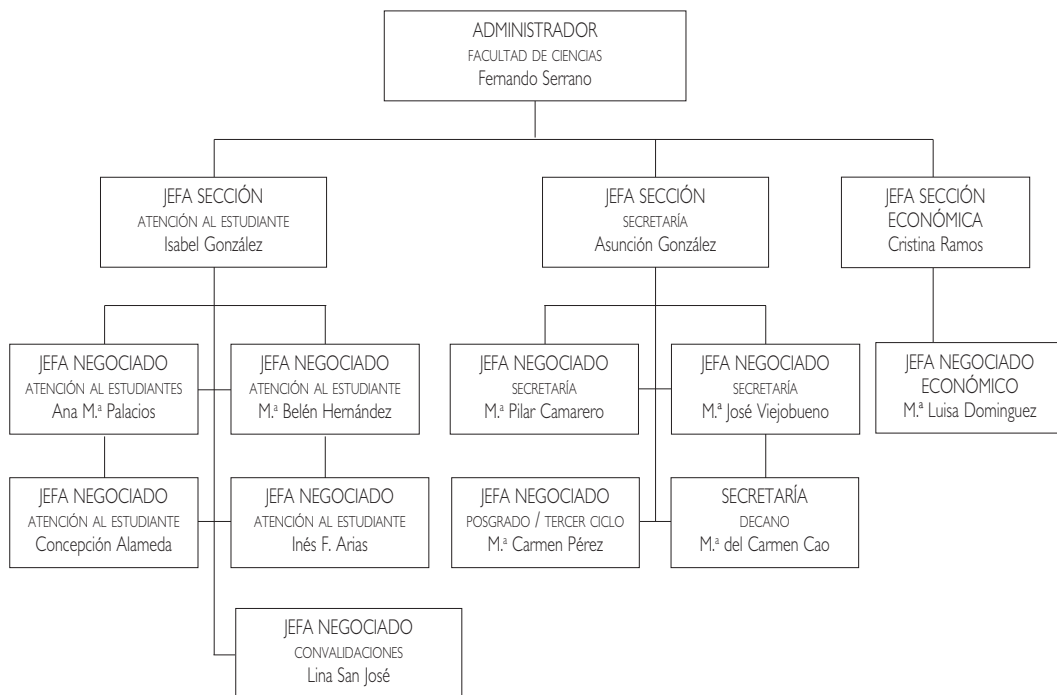 ADMINISTRADOR
FACULTAD DE CIENCIAS
Fernando Serrano
JEFA SECCIÓN
ATENCIÓN AL ESTUDIANTE
Isabel González
JEFA SECCIÓN
SECRETARÍA
Asunción González
JEFA SECCIÓN
ECONÓMICA
Cristina Ramos
JEFA NEGOCIADO
ATENCIÓN AL ESTUDIANTES
Ana M.ª Palacios
JEFA NEGOCIADO
ATENCIÓN AL ESTUDIANTE
M.ª Belén Hernández
JEFA NEGOCIADO
SECRETARÍA
M.ª Pilar Camarero
JEFA NEGOCIADO
SECRETARÍA
M.ª José Viejobueno
JEFA NEGOCIADO
ECONÓMICO
M.ª Luisa Dominguez
JEFA NEGOCIADO
ATENCIÓN AL ESTUDIANTE
Concepción Alameda
JEFA NEGOCIADO
ATENCIÓN AL ESTUDIANTE
Inés F. Arias
JEFA NEGOCIADO
POSGRADO / TERCER CICLO
M.ª Carmen Pérez
SECRETARÍA
DECANO
M.ª del Carmen Cao
JEFA NEGOCIADO
CONVALIDACIONES
Lina San José